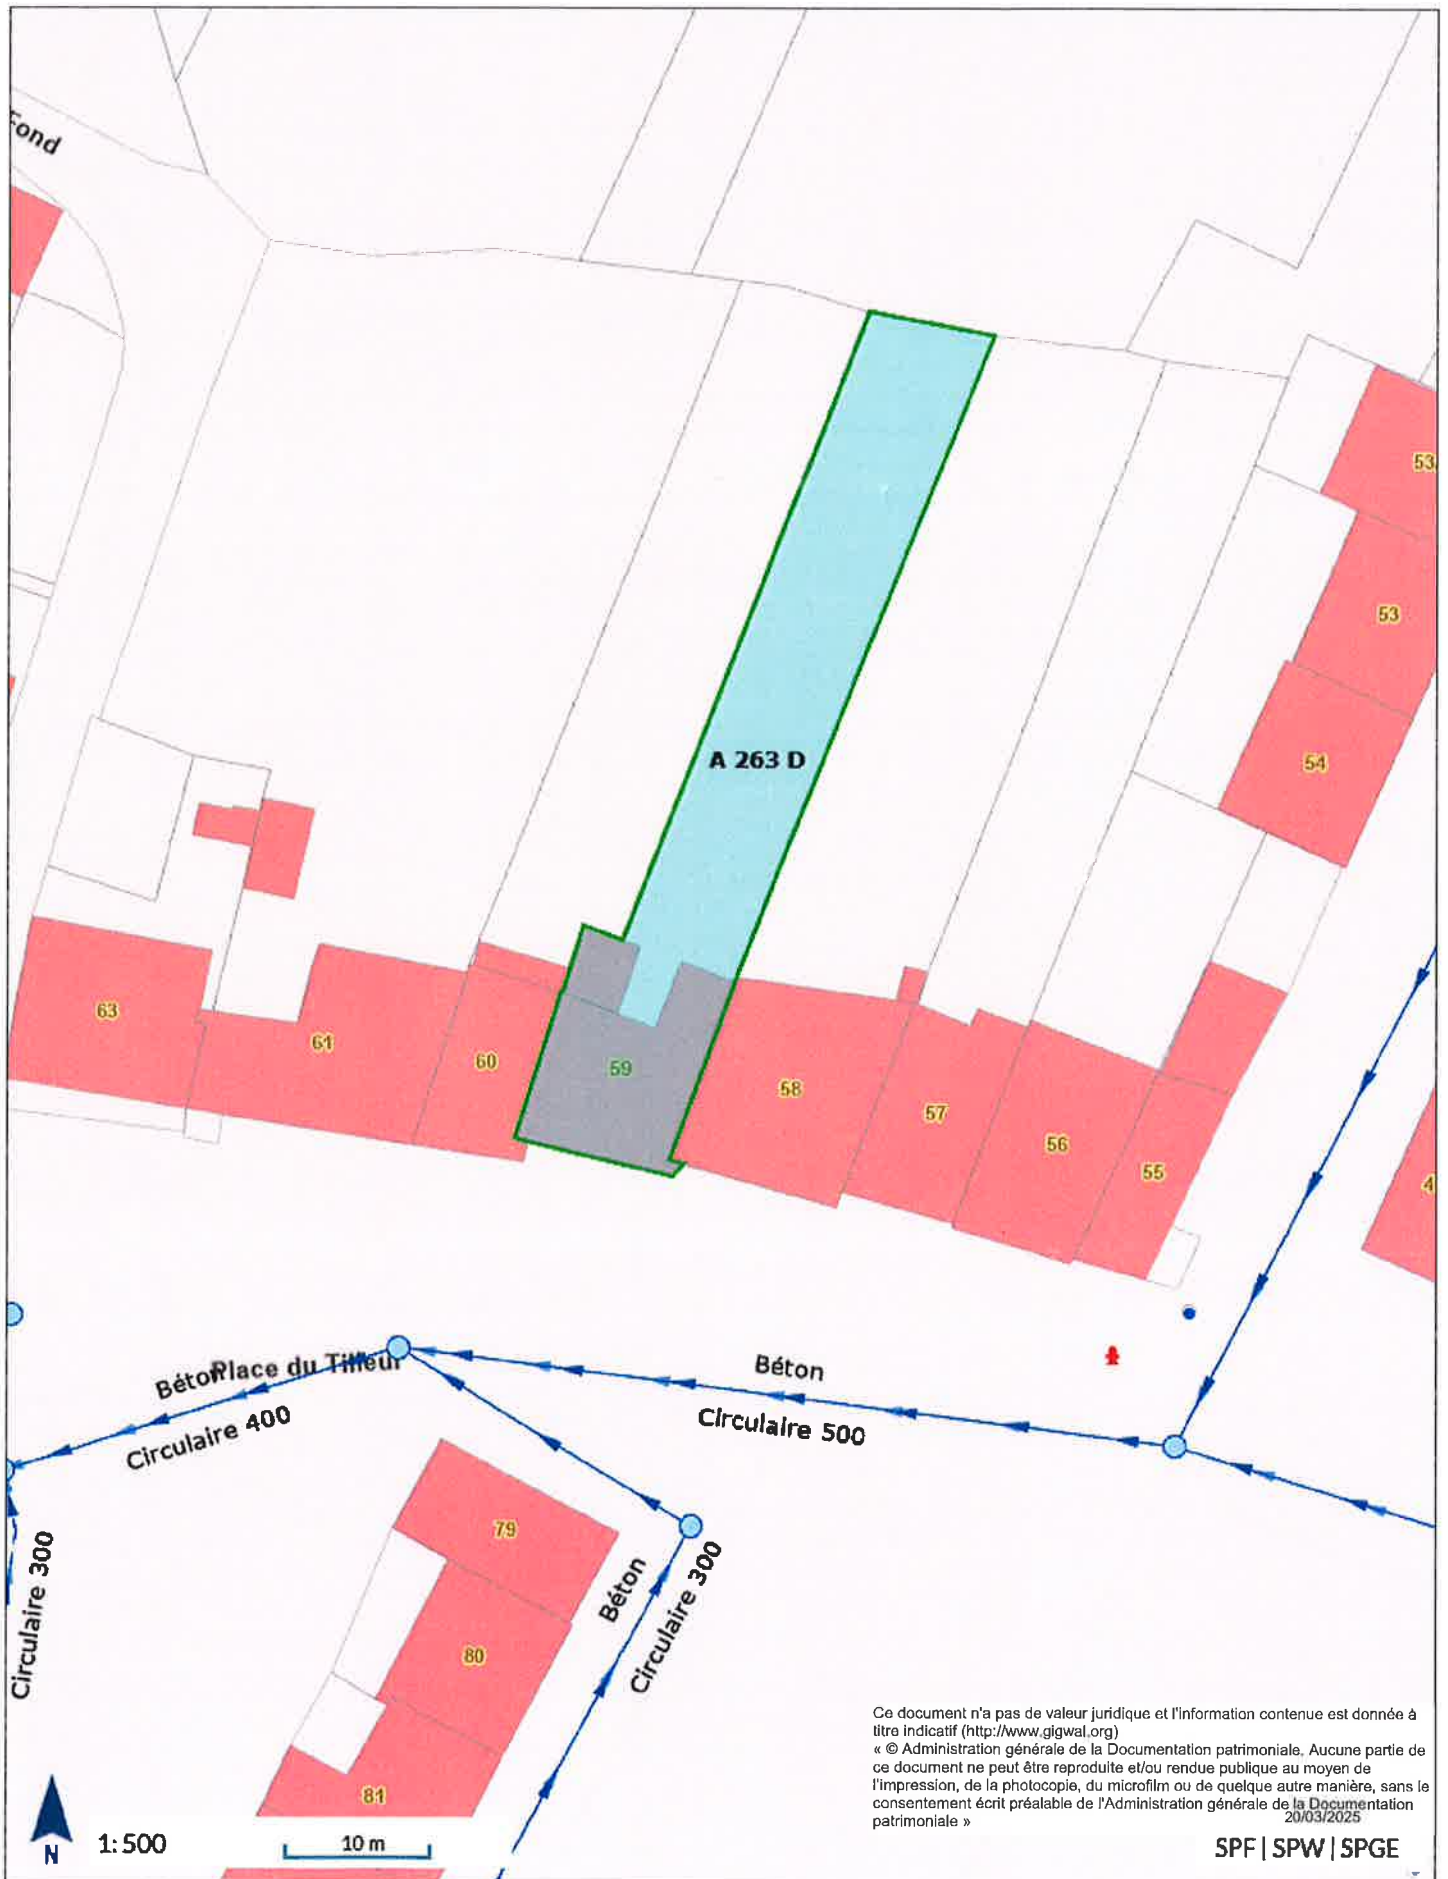 Fond
53
53
A 263 D
54
63
61
60
59
58
57
56
55
4
Béton
Place du Tilleul
Béton
Circulaire 400
Circulaire 500
79
Circulaire 300
Béton
Circulaire 300
80
81
Ce document n'a pas de valeur juridique et l'information contenue est donnée à
titre indicatif (http://www.gigwal.org)
« © Administration générale de la Documentation patrimoniale. Aucune partie de
ce document ne peut être reproduite et/ou rendue publique au moyen de
l'impression, de la photocopie, du microfilm ou de quelque autre manière, sans le
consentement écrit préalable de l'Administration générale de la Documentation
20/03/2025
patrimoniale »
N
1:500
10 m
SPF | SPW | SPGE